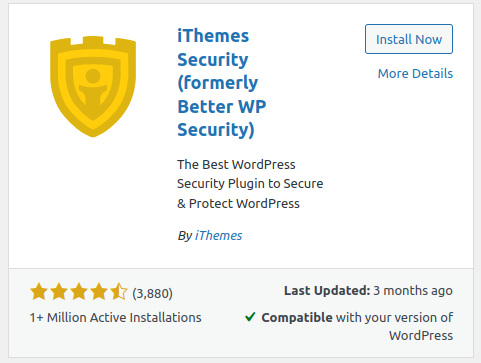 iThemes
Security
(formerly
Better WP
Security)
Install Now
More Details
The Best WordPress
Security Plugin to Secure
& Protect WordPress
By iThemes
(3,880)
1+ Million Active Installations
Last Updated: 3 months ago
Compatible with your version of
WordPress